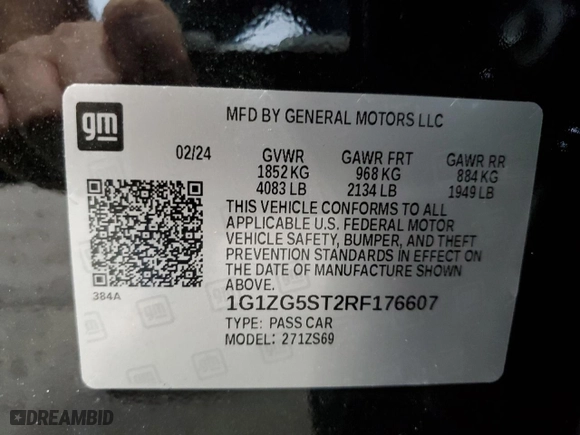 gm
MFD BY GENERAL MOTORS LLC
02/24 GVWR GAWR FRT GAWR RR
1852 KG 968 KG 884 KG
4083 LB 2134 LB 1949 LB
THIS VEHICLE CONFORMS TO ALL
APPLICABLE U.S. FEDERAL MOTOR
VEHICLE SAFETY, BUMPER, AND THEFT
PREVENTION STANDARDS IN EFFECT ON
THE DATE OF MANUFACTURE SHOWN
ABOVE.
384A
1G1ZG5ST2RF176607
TYPE: PASS CAR
MODEL: 271ZS69
DREAMBID